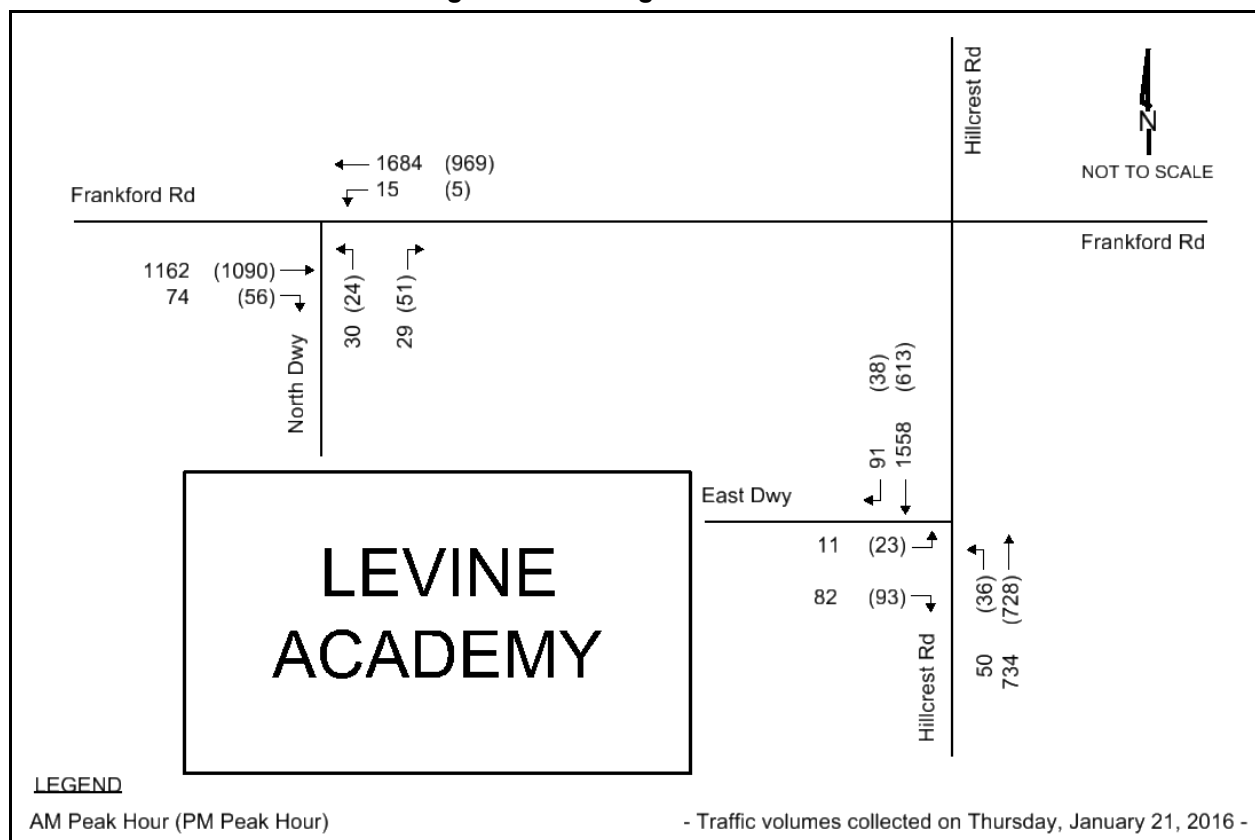 Hillcrest Rd
N
NOT TO SCALE
1684 (969)
15 (5)
Frankford Rd
Frankford Rd
1162 (1090)
74 (56)
30 (24)
29 (51)
North Dwy
91 (38)
1558 (613)
East Dwy
11 (23)
82 (93)
50 (36)
734 (728)
Hillcrest Rd
LEVINE
ACADEMY
LEGEND
AM Peak Hour (PM Peak Hour)
- Traffic volumes collected on Thursday, January 21, 2016 -